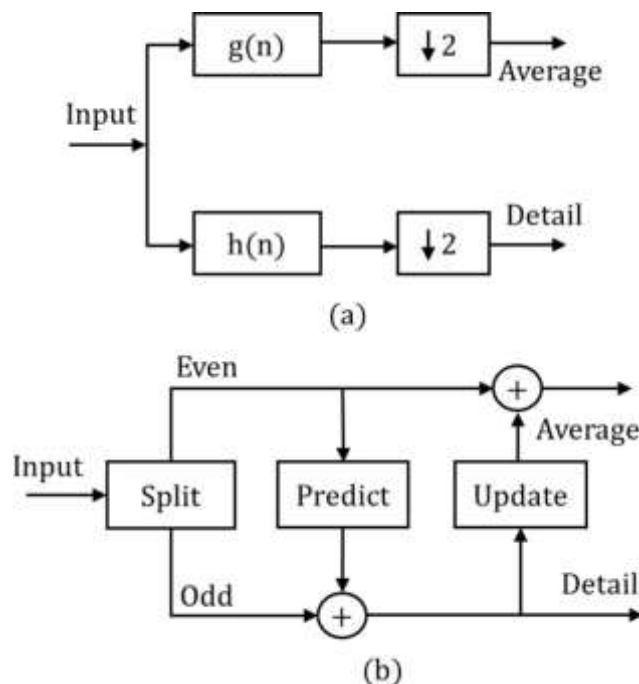 g(n)
↓ 2
Average
Input
h(n)
↓ 2
Detail
(a)
Even
+
Average
Input
Split
Predict
Update
Odd
+
Detail
(b)